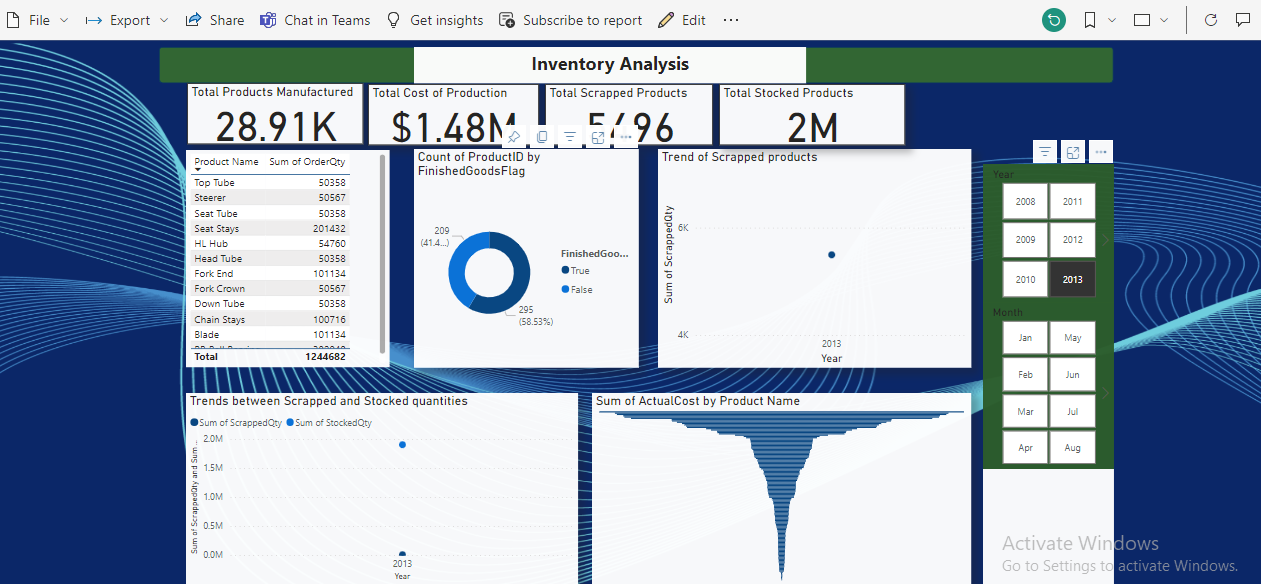 File Export Share Chat in Teams Get insights Subscribe to report Edit ...
Inventory Analysis
Total Products Manufactured
28.91K
Total Cost of Production
$1.48M
Total Scrapped Products
5496
Total Stocked Products
2M
Product Name Sum of OrderQty
Top Tube 50358
Steerer 50567
Seat Tube 50358
Seat Stays 201432
HL Hub 54760
Head Tube 50358
Fork End 101134
Fork Crown 50567
Down Tube 50358
Chain Stays 100716
Blade 101134
Total 1244682
Count of ProductID by
FinishedGoodsFlag
209
(41.4...)
295
(58.53%)
FinishedGoo...
True
False
Trend of Scrapped products
Sum of ScrappedQty
6K
4K
2013
Year
Year
2008 2011
2009 2012
2010 2013
Month
Jan May
Feb Jun
Mar Jul
Apr Aug
Trends between Scrapped and Stocked quantities
Sum of ScrappedQty Sum of StockedQty
Sum of ScrappedQty and Sum...
2.0M
1.5M
1.0M
0.5M
0.0M
2013
Year
Sum of ActualCost by Product Name
Activate Windows
Go to Settings to activate Windows.